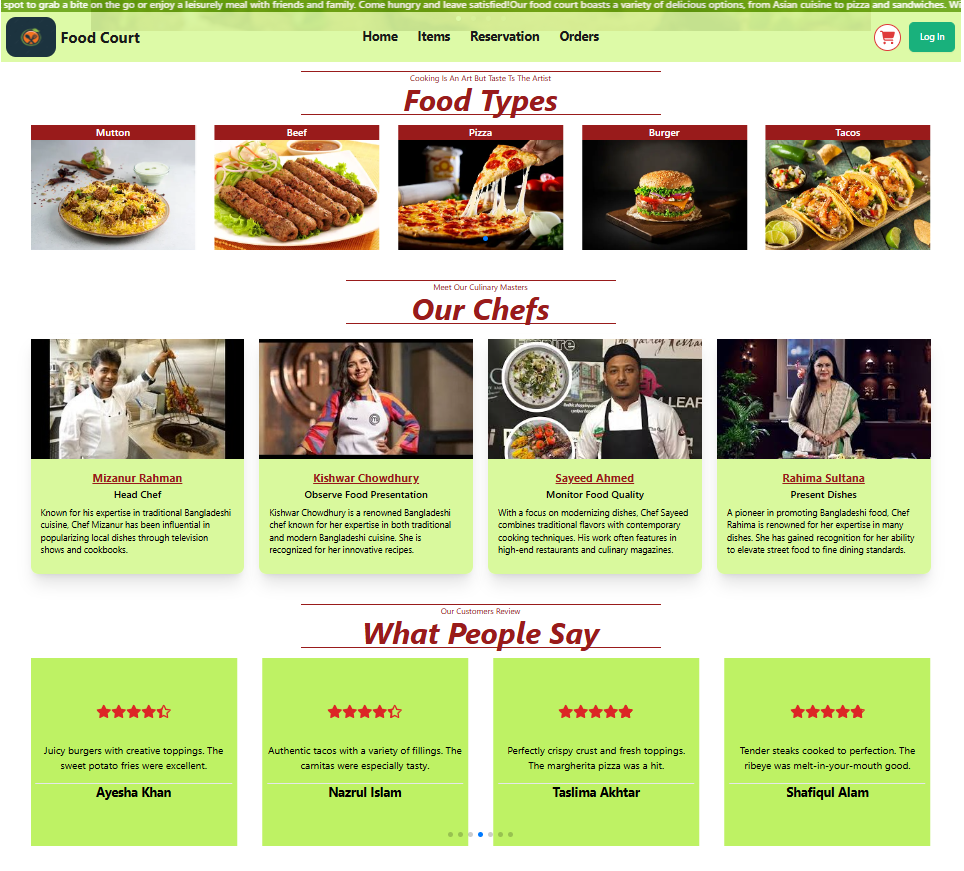 spot to grab a bite on the go or enjoy a leisurely meal with friends and family. Come hungry and leave satisfied!Our food court boasts a variety of delicious options, from Asian cuisine to pizza and sandwiches. Wi
Food Court
Home Items Reservation Orders
Log In
Cooking Is An Art But Taste Ts The Artist
Food Types
Mutton Beef Pizza Burger Tacos
Meet Our Culinary Masters
Our Chefs
Empire
LEAF
Mizanur Rahman
Head Chef
Known for his expertise in traditional Bangladeshi
cuisine, Chef Mizanur has been influential in
popularizing local dishes through television
shows and cookbooks.
Kishwar Chowdhury
Observe Food Presentation
Kishwar Chowdhury is a renowned Bangladeshi
chef known for her expertise in both traditional
and modern Bangladeshi cuisine. She is
recognized for her innovative recipes.
Sayeed Ahmed
Monitor Food Quality
With a focus on modernizing dishes, Chef Sayeed
combines traditional flavors with contemporary
cooking techniques. His work often features in
high-end restaurants and culinary magazines.
Rahima Sultana
Present Dishes
A pioneer in promoting Bangladeshi food, Chef
Rahima is renowned for her expertise in many
dishes. She has gained recognition for her ability
to elevate street food to fine dining standards.
Our Customers Review
What People Say
Juicy burgers with creative toppings. The
sweet potato fries were excellent.
Ayesha Khan
Authentic tacos with a variety of fillings. The
carnitas were especially tasty.
Nazrul Islam
Perfectly crispy crust and fresh toppings.
The margherita pizza was a hit.
Taslima Akhtar
Tender steaks cooked to perfection. The
ribeye was melt-in-your-mouth good.
Shafiqul Alam